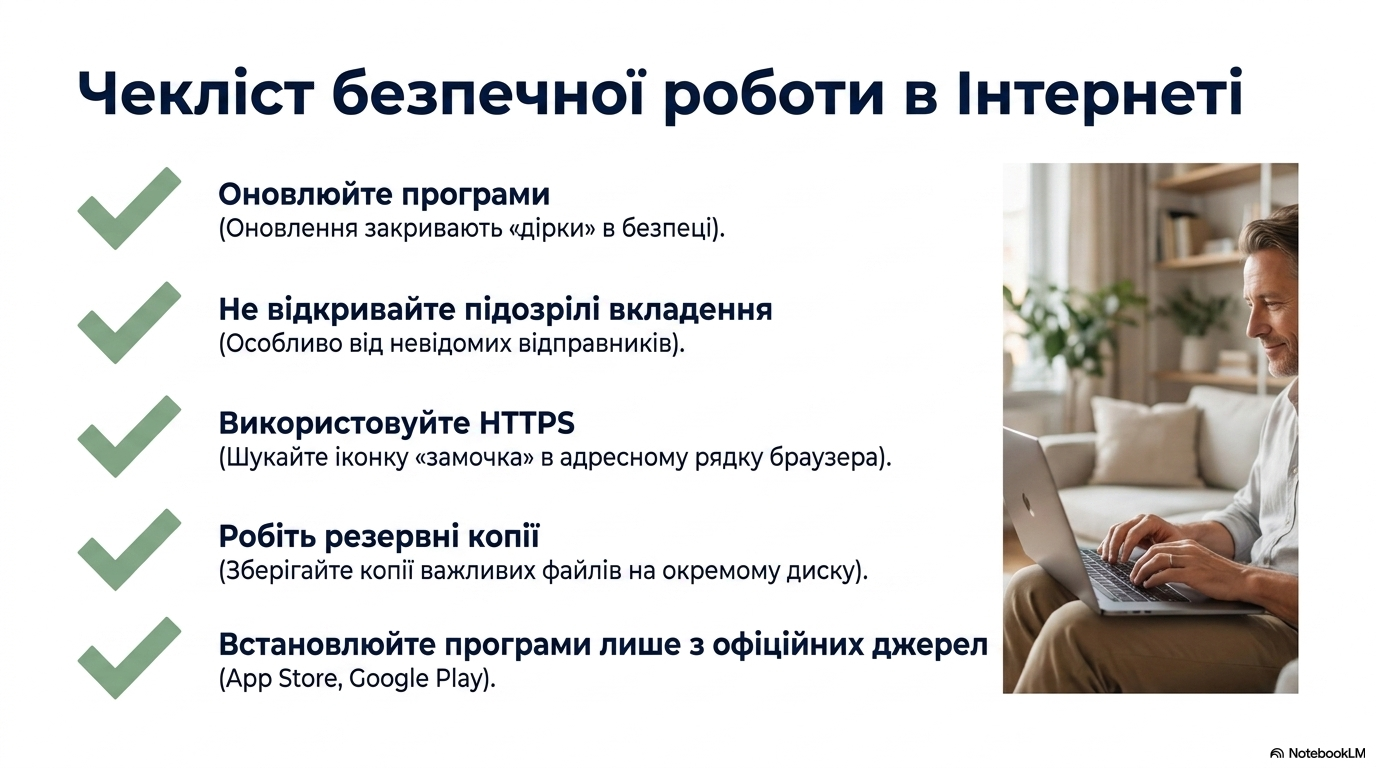 Чекліст безпечної роботи в Інтернеті
Оновлюйте програми
(Оновлення закривають «дірки» в безпеці).
Не відкривайте підозрілі вкладення
(Особливо від невідомих відправників).
Використовуйте HTTPS
(Шукайте іконку «замочка» в адресному рядку браузера).
Робіть резервні копії
(Зберігайте копії важливих файлів на окремому диску).
Встановлюйте програми лише з офіційних джерел
(App Store, Google Play).
NotebookLM